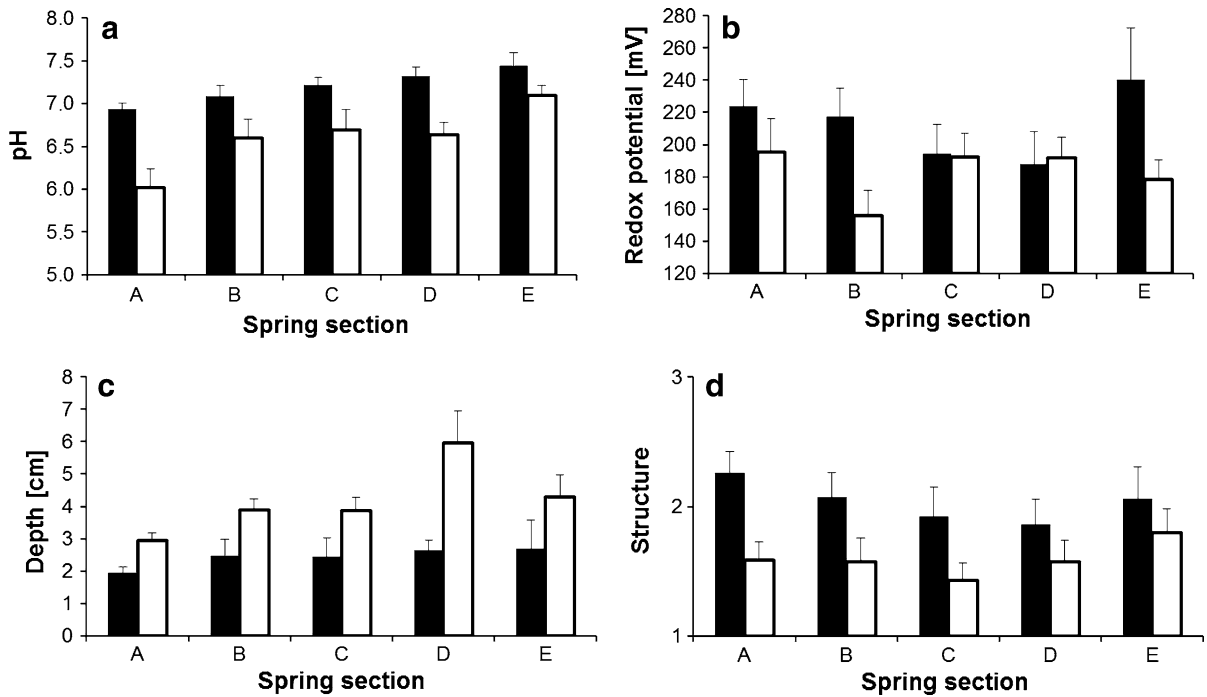 a
8.0
7.5
7.0
6.5
6.0
5.5
5.0
pH
A B C D E
Spring section
b
280
260
240
220
200
180
160
140
120
Redox potential [mV]
A B C D E
Spring section
c
8
7
6
5
4
3
2
1
0
Depth [cm]
A B C D E
Spring section
d
3
2
1
Structure
A B C D E
Spring section